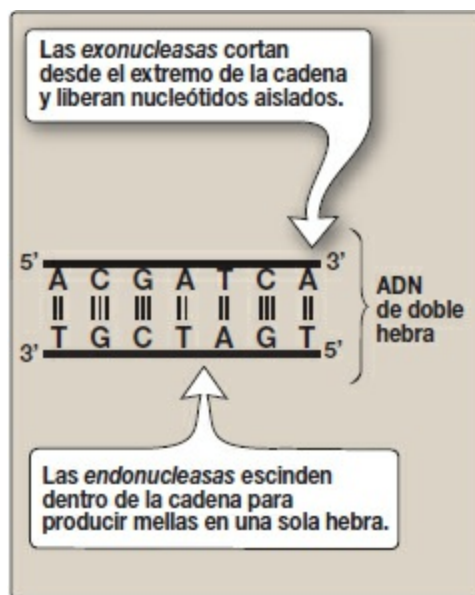 Las exonucleasas cortan
desde el extremo de la cadena
y liberan nucleótidos aislados.
5’ 3’
A C G A T C A
T G C T A G T
3’ 5’
ADN
de doble
hebra
Las endonucleasas escinden
dentro de la cadena para
producir mellas en una sola hebra.